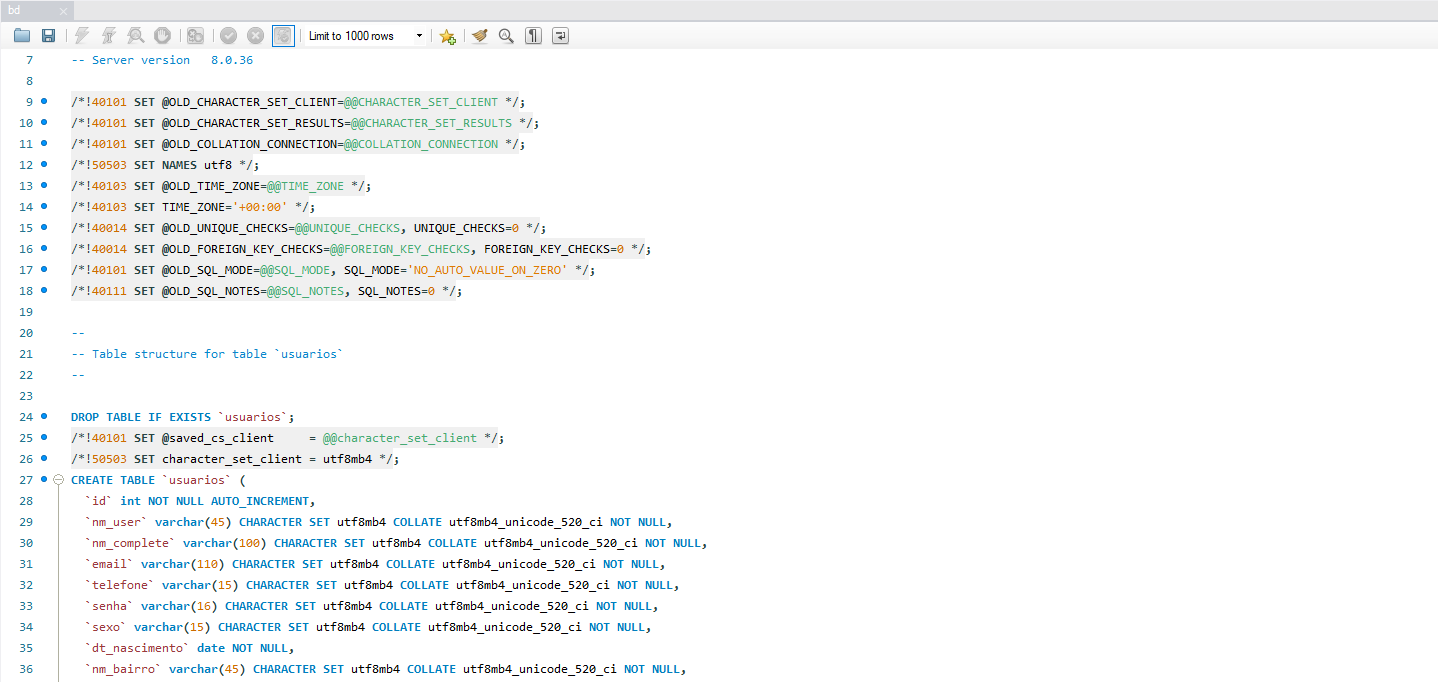 bd
Limit to 1000 rows
7 -- Server version   8.0.36
8
9 /*!40101 SET @OLD_CHARACTER_SET_CLIENT=@@CHARACTER_SET_CLIENT */;
10 /*!40101 SET @OLD_CHARACTER_SET_RESULTS=@@CHARACTER_SET_RESULTS */;
11 /*!40101 SET @OLD_COLLATION_CONNECTION=@@COLLATION_CONNECTION */;
12 /*!50503 SET NAMES utf8 */;
13 /*!40103 SET @OLD_TIME_ZONE=@@TIME_ZONE */;
14 /*!40103 SET TIME_ZONE='+00:00' */;
15 /*!40014 SET @OLD_UNIQUE_CHECKS=@@UNIQUE_CHECKS, UNIQUE_CHECKS=0 */;
16 /*!40014 SET @OLD_FOREIGN_KEY_CHECKS=@@FOREIGN_KEY_CHECKS, FOREIGN_KEY_CHECKS=0 */;
17 /*!40101 SET @OLD_SQL_MODE=@@SQL_MODE, SQL_MODE='NO_AUTO_VALUE_ON_ZERO' */;
18 /*!40111 SET @OLD_SQL_NOTES=@@SQL_NOTES, SQL_NOTES=0 */;
19
20 --
21 -- Table structure for table `usuarios`
22 --
23
24 DROP TABLE IF EXISTS `usuarios`;
25 /*!40101 SET @saved_cs_client     = @@character_set_client */;
26 /*!50503 SET character_set_client = utf8mb4 */;
27 CREATE TABLE `usuarios` (
28 `id` int NOT NULL AUTO_INCREMENT,
29 `nm_user` varchar(45) CHARACTER SET utf8mb4 COLLATE utf8mb4_unicode_520_ci NOT NULL,
30 `nm_complete` varchar(100) CHARACTER SET utf8mb4 COLLATE utf8mb4_unicode_520_ci NOT NULL,
31 `email` varchar(110) CHARACTER SET utf8mb4 COLLATE utf8mb4_unicode_520_ci NOT NULL,
32 `telefone` varchar(15) CHARACTER SET utf8mb4 COLLATE utf8mb4_unicode_520_ci NOT NULL,
33 `senha` varchar(16) CHARACTER SET utf8mb4 COLLATE utf8mb4_unicode_520_ci NOT NULL,
34 `sexo` varchar(15) CHARACTER SET utf8mb4 COLLATE utf8mb4_unicode_520_ci NOT NULL,
35 `dt_nascimento` date NOT NULL,
36 `nm_bairro` varchar(45) CHARACTER SET utf8mb4 COLLATE utf8mb4_unicode_520_ci NOT NULL,